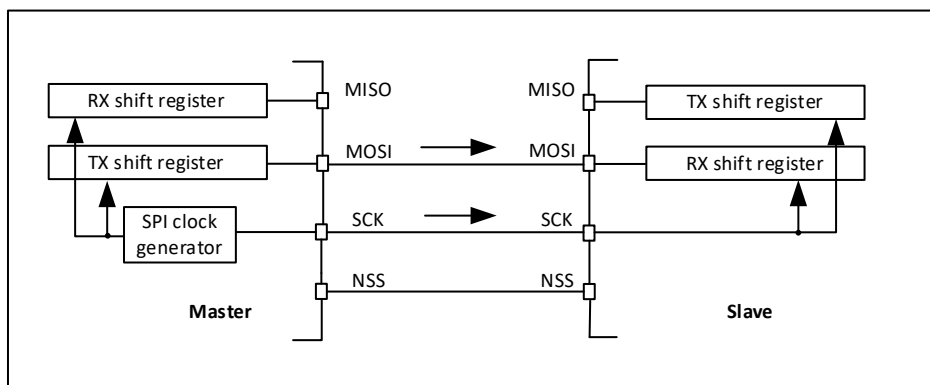 MISO
MISO
RX shift register
TX shift register
MOSI
MOSI
TX shift register
RX shift register
SCK
SCK
SPI clock
generator
NSS
NSS
Master
Slave